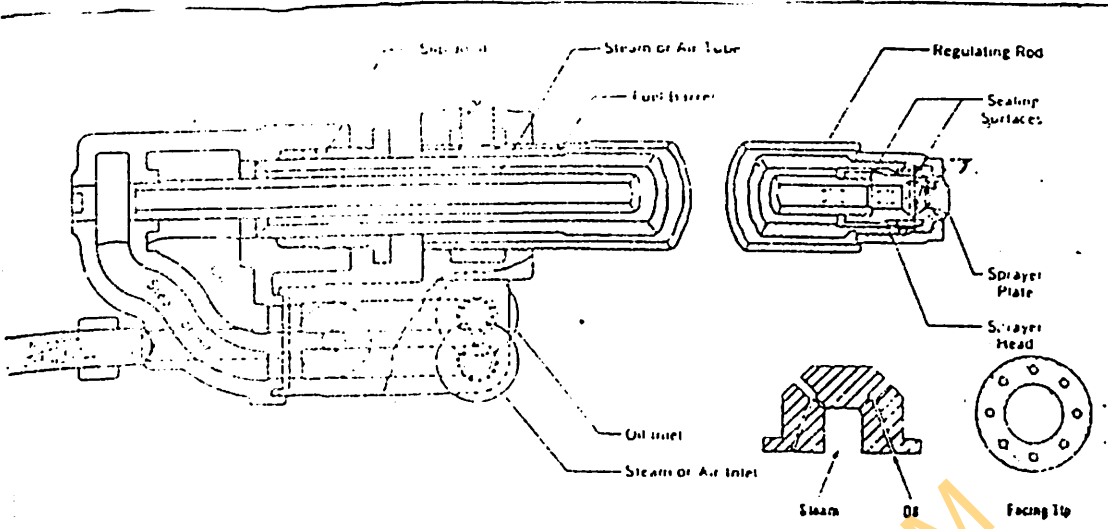 Steam or Air Tube
Fuel Barrel
Regulating Rod
Sealing
Surfaces
Sprayer
Plate
Sprayer
Head
Oil Inlet
Steam or Air Inlet
Steam
Oil
Facing Tip